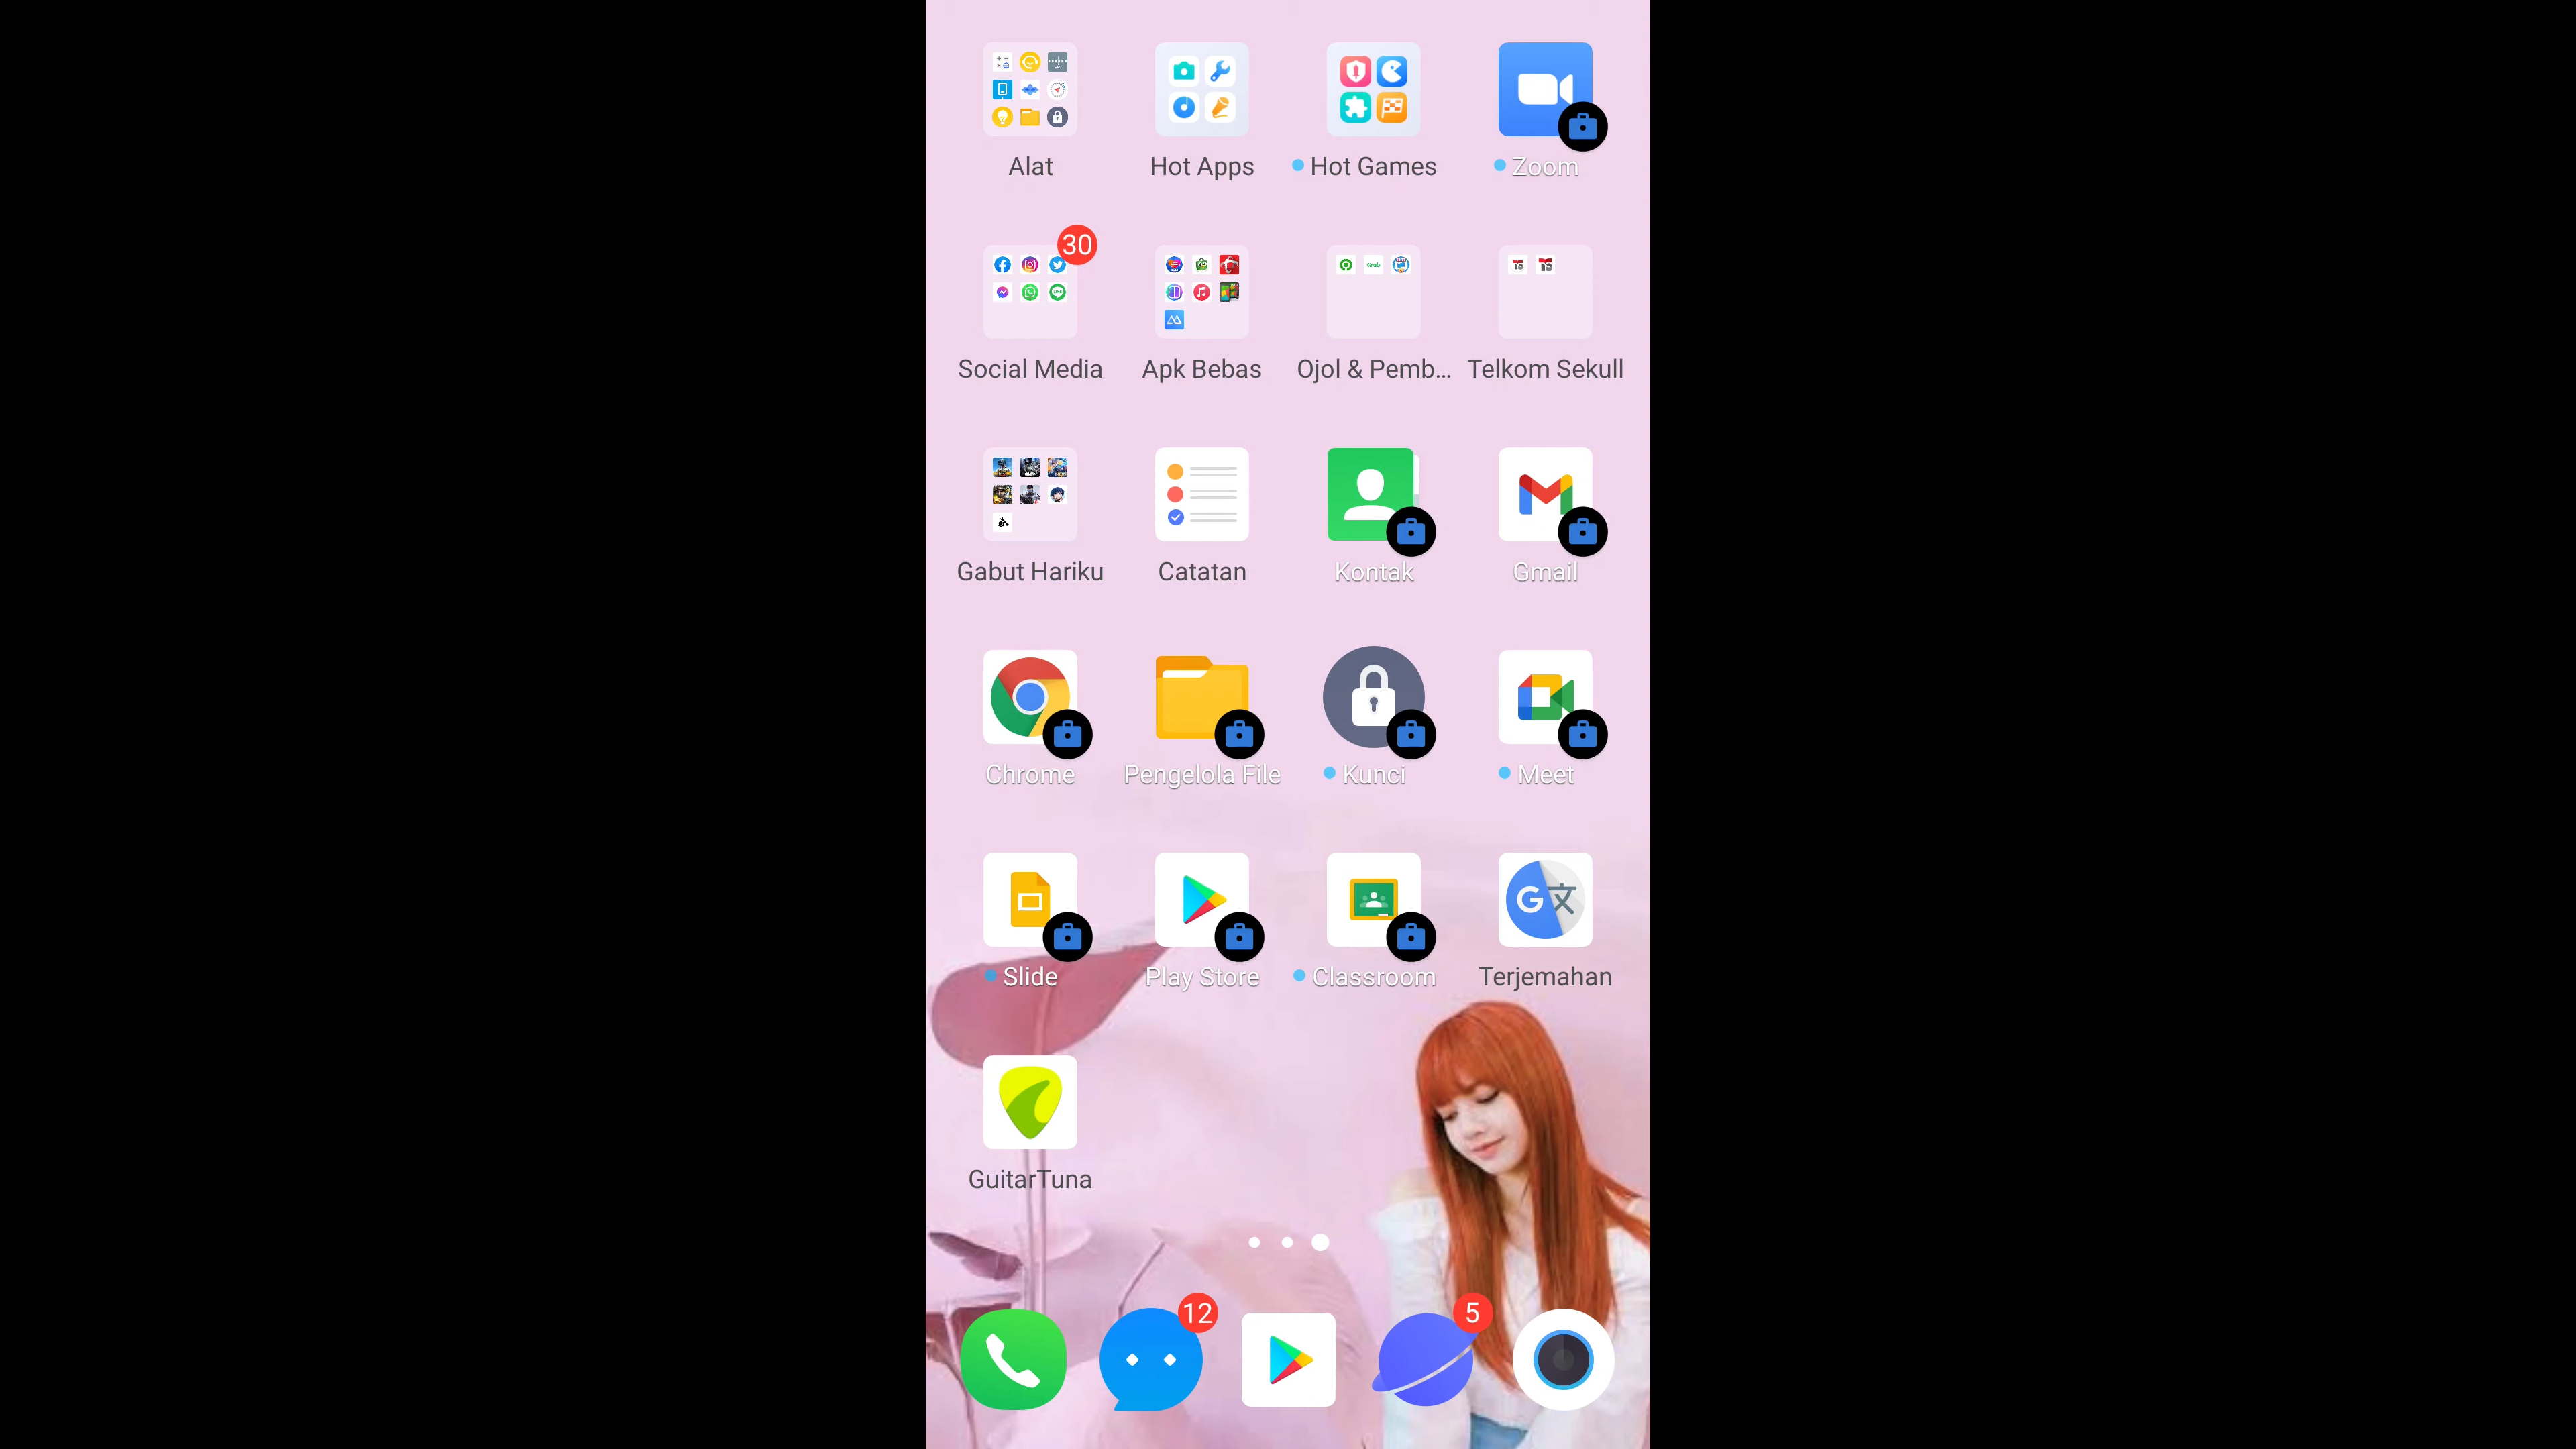 Alat
Hot Apps
Hot Games
Zoom
30
Social Media
Apk Bebas
Ojol & Pemb...
Telkom Sekull
Gabut Hariku
Catatan
Kontak
Gmail
Chrome
Pengelola File
Kunci
Meet
Slide
Play Store
Classroom
Terjemahan
GuitarTuna
12
5